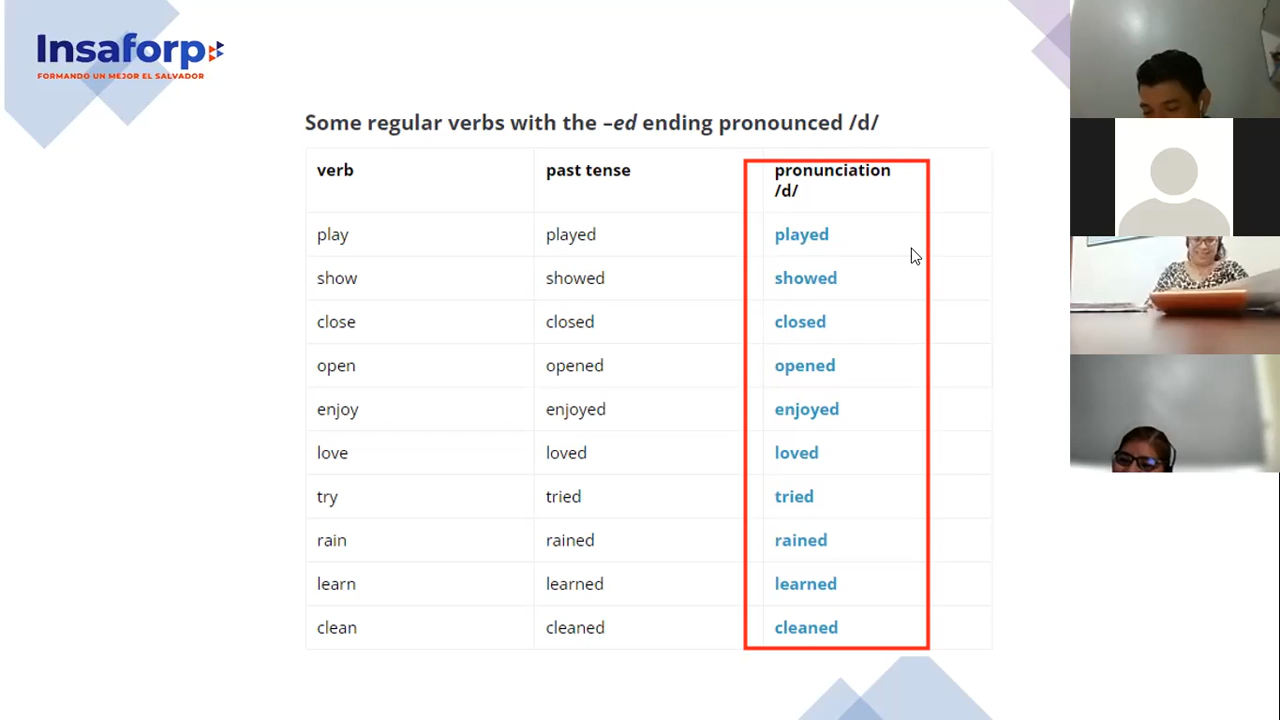 Insaforp
FORMANDO UN MEJOR EL SALVADOR
Some regular verbs with the –ed ending pronounced /d/
verb past tense pronunciation
/d/
play played played
show showed showed
close closed closed
open opened opened
enjoy enjoyed enjoyed
love loved loved
try tried tried
rain rained rained
learn learned learned
clean cleaned cleaned